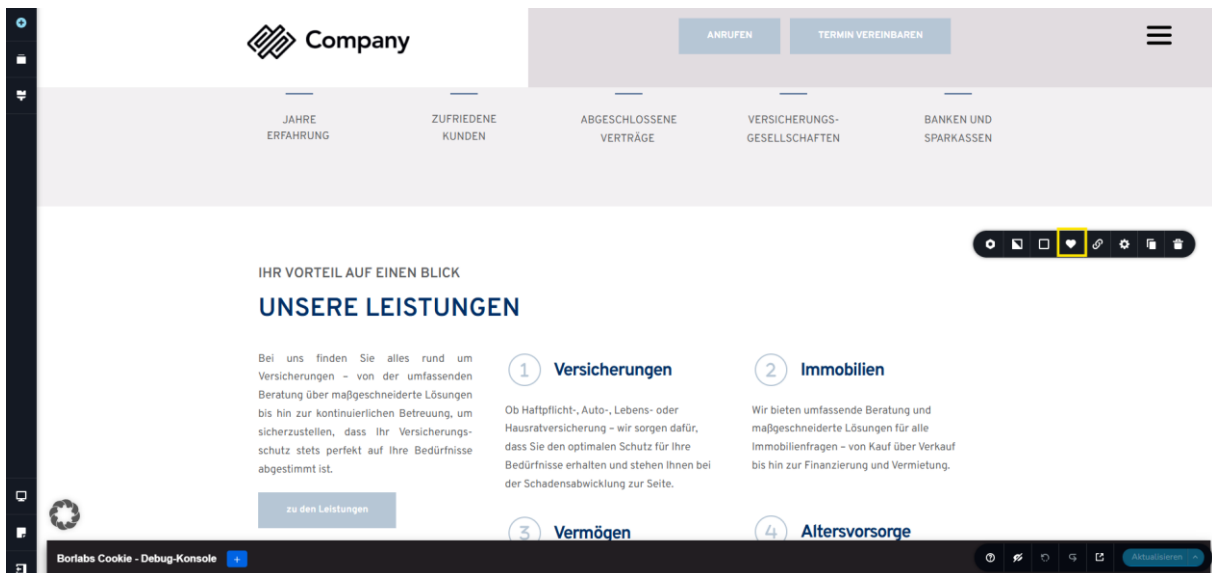 Company
ANRUFEN
TERMIN VEREINBAREN
JAHRE
ERFAHRUNG
ZUFRIEDENE
KUNDEN
ABGESCHLOSSENE
VERTRÄGE
VERSICHERUNGS-
GESELLSCHAFTEN
BANKEN UND
SPARKASSEN
IHR VORTEIL AUF EINEN BLICK
UNSERE LEISTUNGEN
Bei uns finden Sie alles rund um
Versicherungen – von der umfassenden
Beratung über maßgeschneiderte Lösungen
bis hin zur kontinuierlichen Betreuung, um
sicherzustellen, dass Ihr Versicherungs-
schutz stets perfekt auf Ihre Bedürfnisse
abgestimmt ist.
zu den Leistungen
1 Versicherungen
Ob Haftpflicht-, Auto-, Lebens- oder
Hausratversicherung – wir sorgen dafür,
dass Sie den optimalen Schutz für Ihre
Bedürfnisse erhalten und stehen Ihnen bei
der Schadensabwicklung zur Seite.
2 Immobilien
Wir bieten umfassende Beratung und
maßgeschneiderte Lösungen für alle
Immobilienfragen – von Kauf über Verkauf
bis hin zur Finanzierung und Vermietung.
3 Vermögen
4 Altersvorsorge
Borlabs Cookie - Debug-Konsole +
Aktualisieren